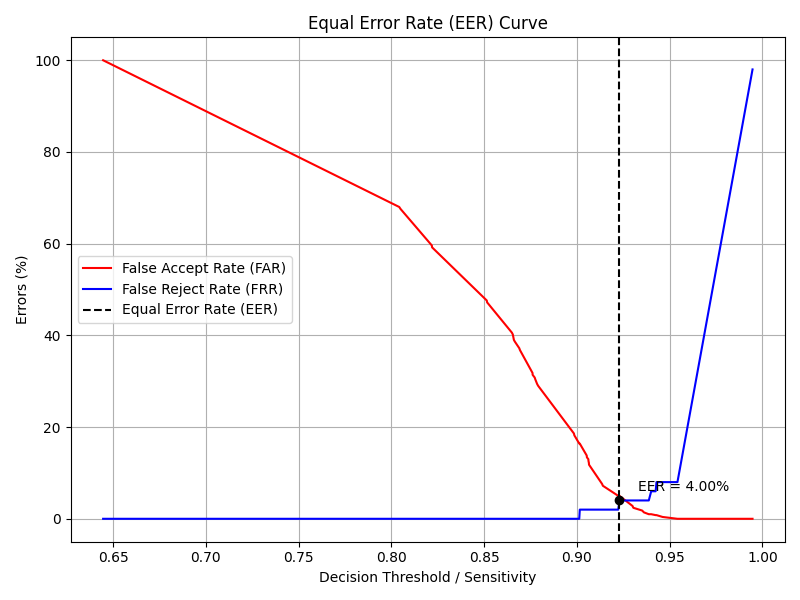 Equal Error Rate (EER) Curve
100
80
60
40
20
0
Errors (%)
False Accept Rate (FAR)
False Reject Rate (FRR)
Equal Error Rate (EER)
EER = 4.00%
0.65 0.70 0.75 0.80 0.85 0.90 0.95 1.00
Decision Threshold / Sensitivity